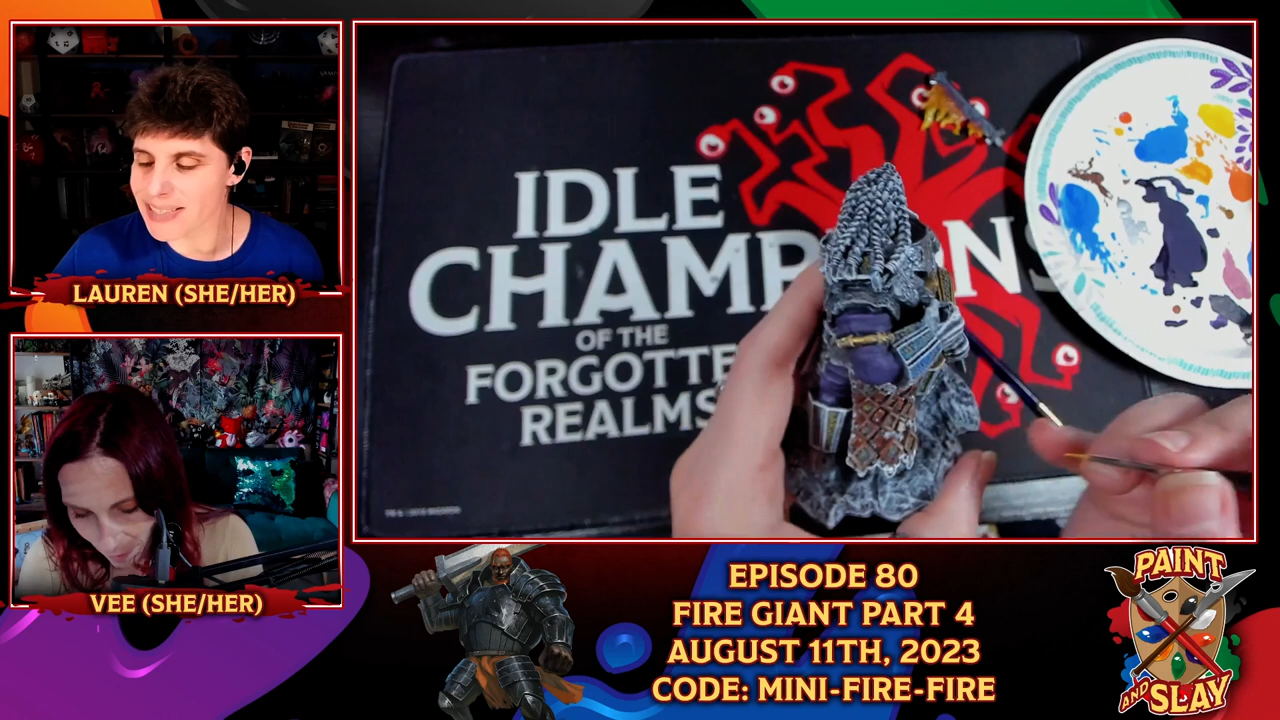 LAUREN (SHE/HER)
VEE (SHE/HER)
IDLE
CHAMP NS
OF THE
FORGOTTE
REALMS
EPISODE 80
FIRE GIANT PART 4
AUGUST 11TH, 2023
CODE: MINI-FIRE-FIRE
PAINT
AND SLAY